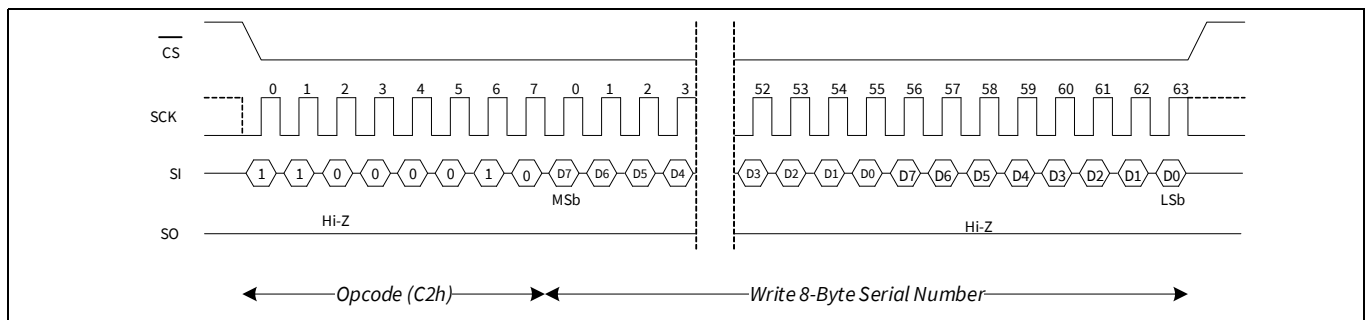 CS
0 1 2 3 4 5 6 7 0 1 2 3 52 53 54 55 56 57 58 59 60 61 62 63
SCK
SI 1 1 0 0 0 0 1 0 D7 D6 D5 D4 D3 D2 D1 D0 D7 D6 D5 D4 D3 D2 D1 D0
MSb LSb
Hi-Z Hi-Z
SO
Opcode (C2h) Write 8-Byte Serial Number